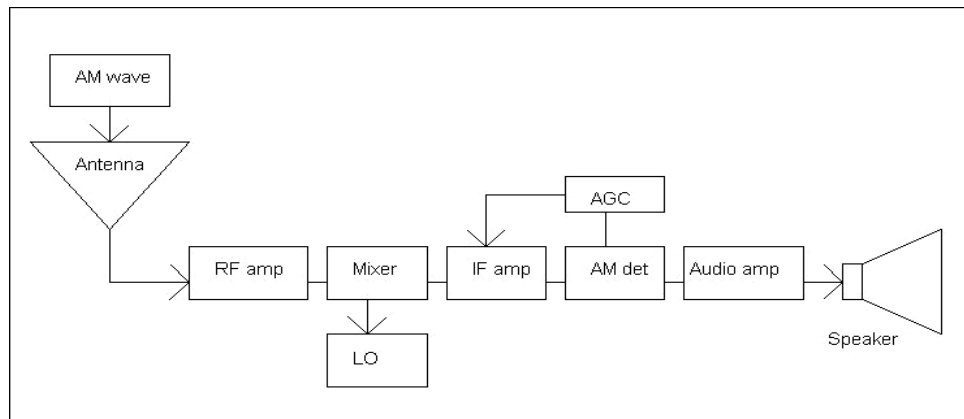 AM wave
Antenna
AGC
RF amp
Mixer
IF amp
AM det
Audio amp
Speaker
LO